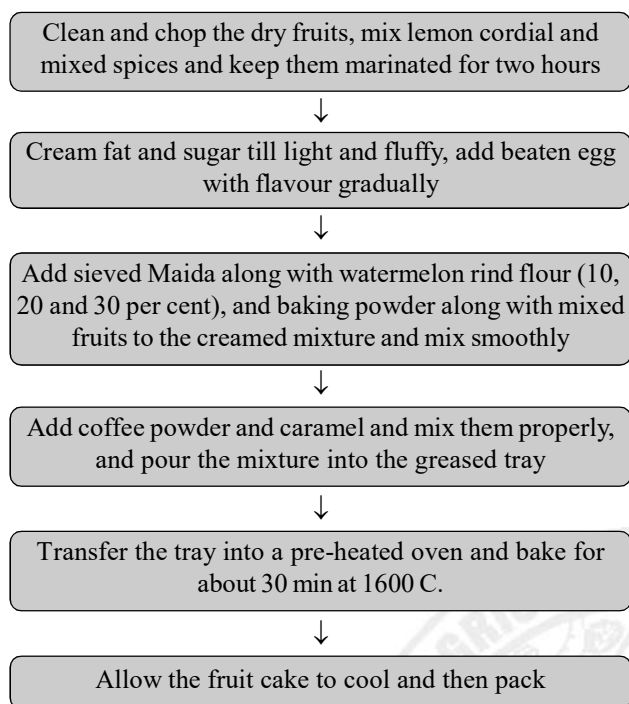 Clean and chop the dry fruits, mix lemon cordial and
mixed spices and keep them marinated for two hours
↓
Cream fat and sugar till light and fluffy, add beaten egg
with flavour gradually
↓
Add sieved Maida along with watermelon rind flour (10,
20 and 30 per cent), and baking powder along with mixed
fruits to the creamed mixture and mix smoothly
↓
Add coffee powder and caramel and mix them properly,
and pour the mixture into the greased tray
↓
Transfer the tray into a pre-heated oven and bake for
about 30 min at 1600 C.
↓
Allow the fruit cake to cool and then pack